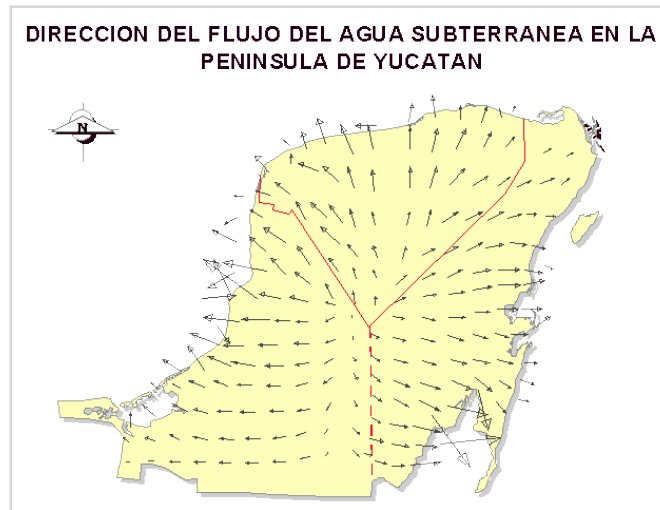 DIRECCION DEL FLUJO DEL AGUA SUBTERRANEA EN LA
PENINSULA DE YUCATAN
N